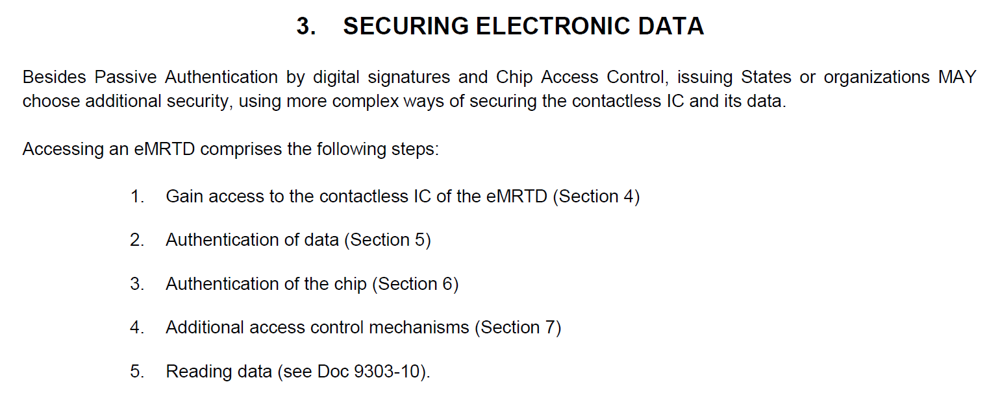 3. SECURING ELECTRONIC DATA
Besides Passive Authentication by digital signatures and Chip Access Control, issuing States or organizations MAY
choose additional security, using more complex ways of securing the contactless IC and its data.
Accessing an eMRTD comprises the following steps:
1. Gain access to the contactless IC of the eMRTD (Section 4)
2. Authentication of data (Section 5)
3. Authentication of the chip (Section 6)
4. Additional access control mechanisms (Section 7)
5. Reading data (see Doc 9303-10).